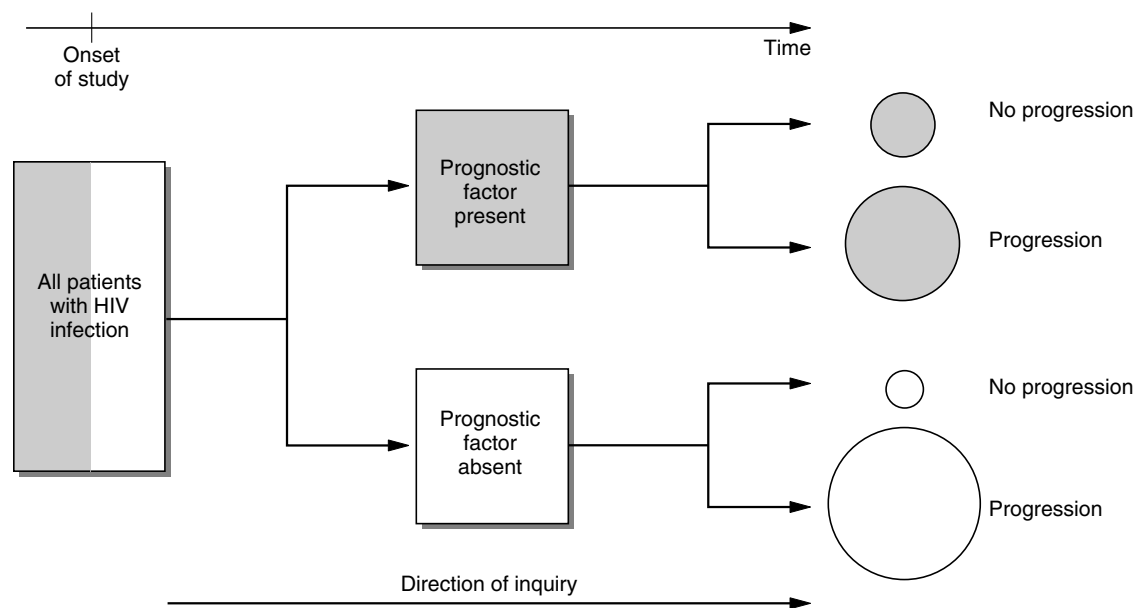 Onset
of study
Time
All patients
with HIV
infection
Prognostic
factor
present
No progression
Progression
Prognostic
factor
absent
No progression
Progression
Direction of inquiry